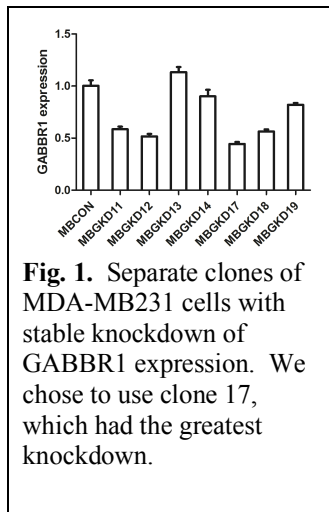 1.5
1.0
0.5
0.0
GABBR1 expression
MBCON
MBGKD11
MBGKD12
MBGKD13
MBGKD14
MBGKD17
MBGKD18
MBGKD19
Fig. 1. Separate clones of
MDA-MB231 cells with
stable knockdown of
GABBR1 expression. We
chose to use clone 17,
which had the greatest
knockdown.